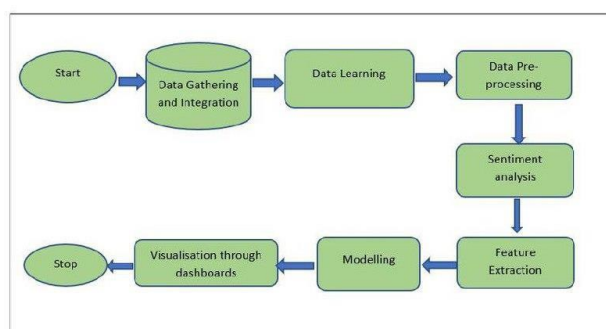 Start
Data Gathering
and Integration
Data Learning
Data Pre-
processing
Sentiment
analysis
Feature
Extraction
Modelling
Visualisation through
dashboards
Stop